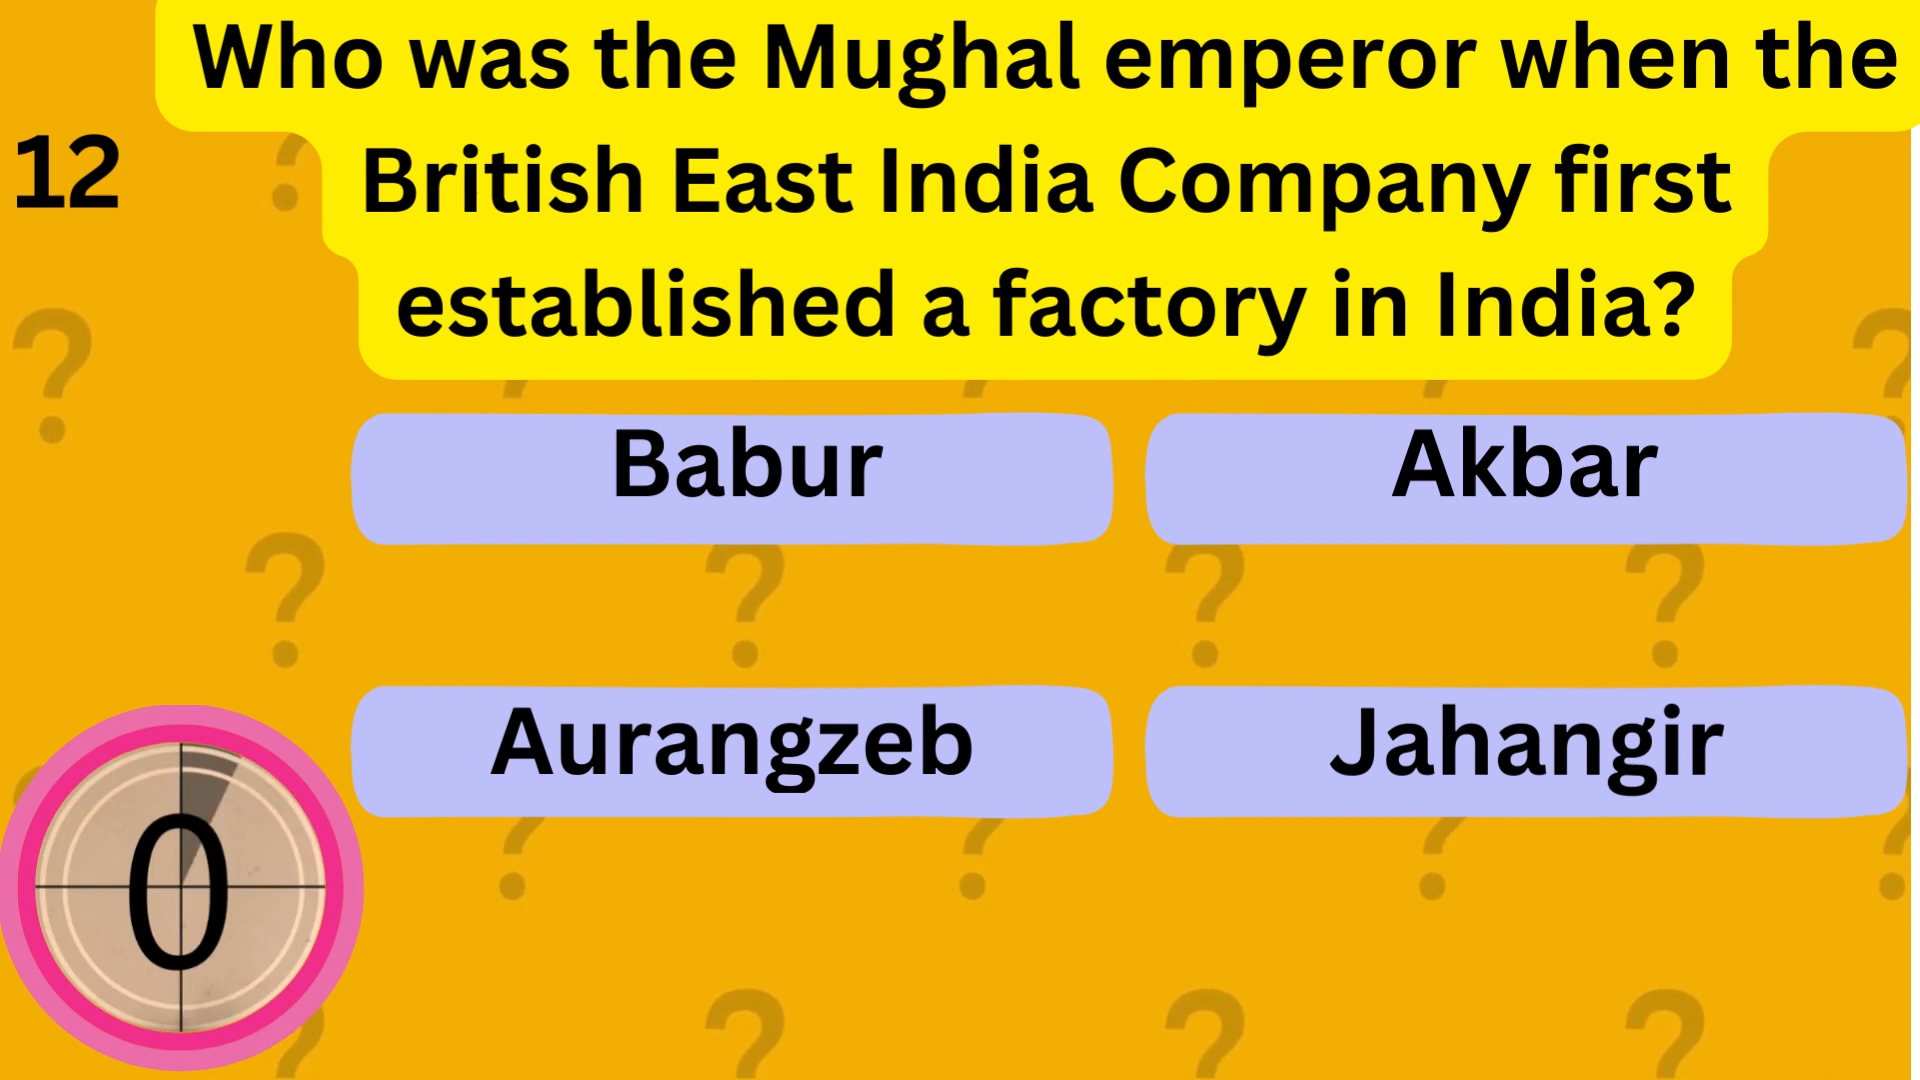 Who was the Mughal emperor when the
12
British East India Company first
established a factory in India?
Babur
Akbar
Aurangzeb
Jahangir
0